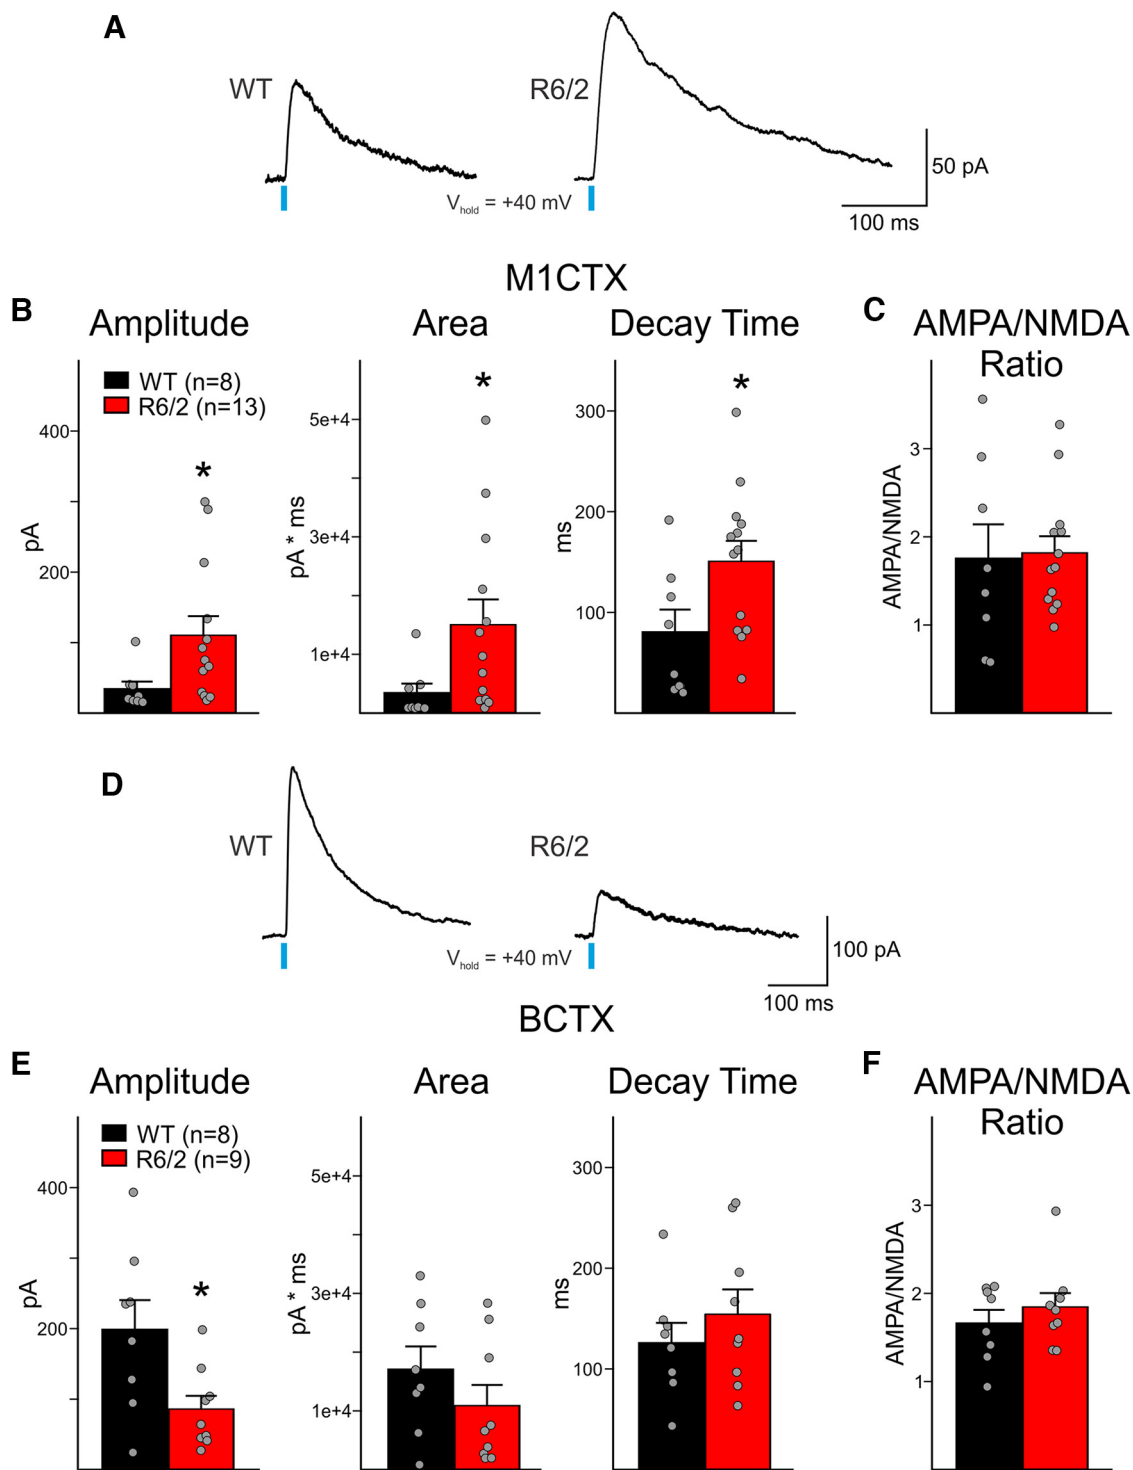 A
WT
R6/2
50 pA
Vhold = +40 mV
100 ms
M1CTX
B
Amplitude
Area
Decay Time
C
AMPA/NMDA
Ratio
WT (n=8)
R6/2 (n=13)
*
*
*
400
200
pA
5e+4
3e+4
1e+4
pA * ms
300
200
100
ms
3
2
1
AMPA/NMDA
D
WT
R6/2
Vhold = +40 mV
100 pA
100 ms
BCTX
E
Amplitude
Area
Decay Time
F
AMPA/NMDA
Ratio
WT (n=8)
R6/2 (n=9)
*
400
200
pA
5e+4
3e+4
1e+4
pA * ms
300
200
100
ms
3
2
1
AMPA/NMDA